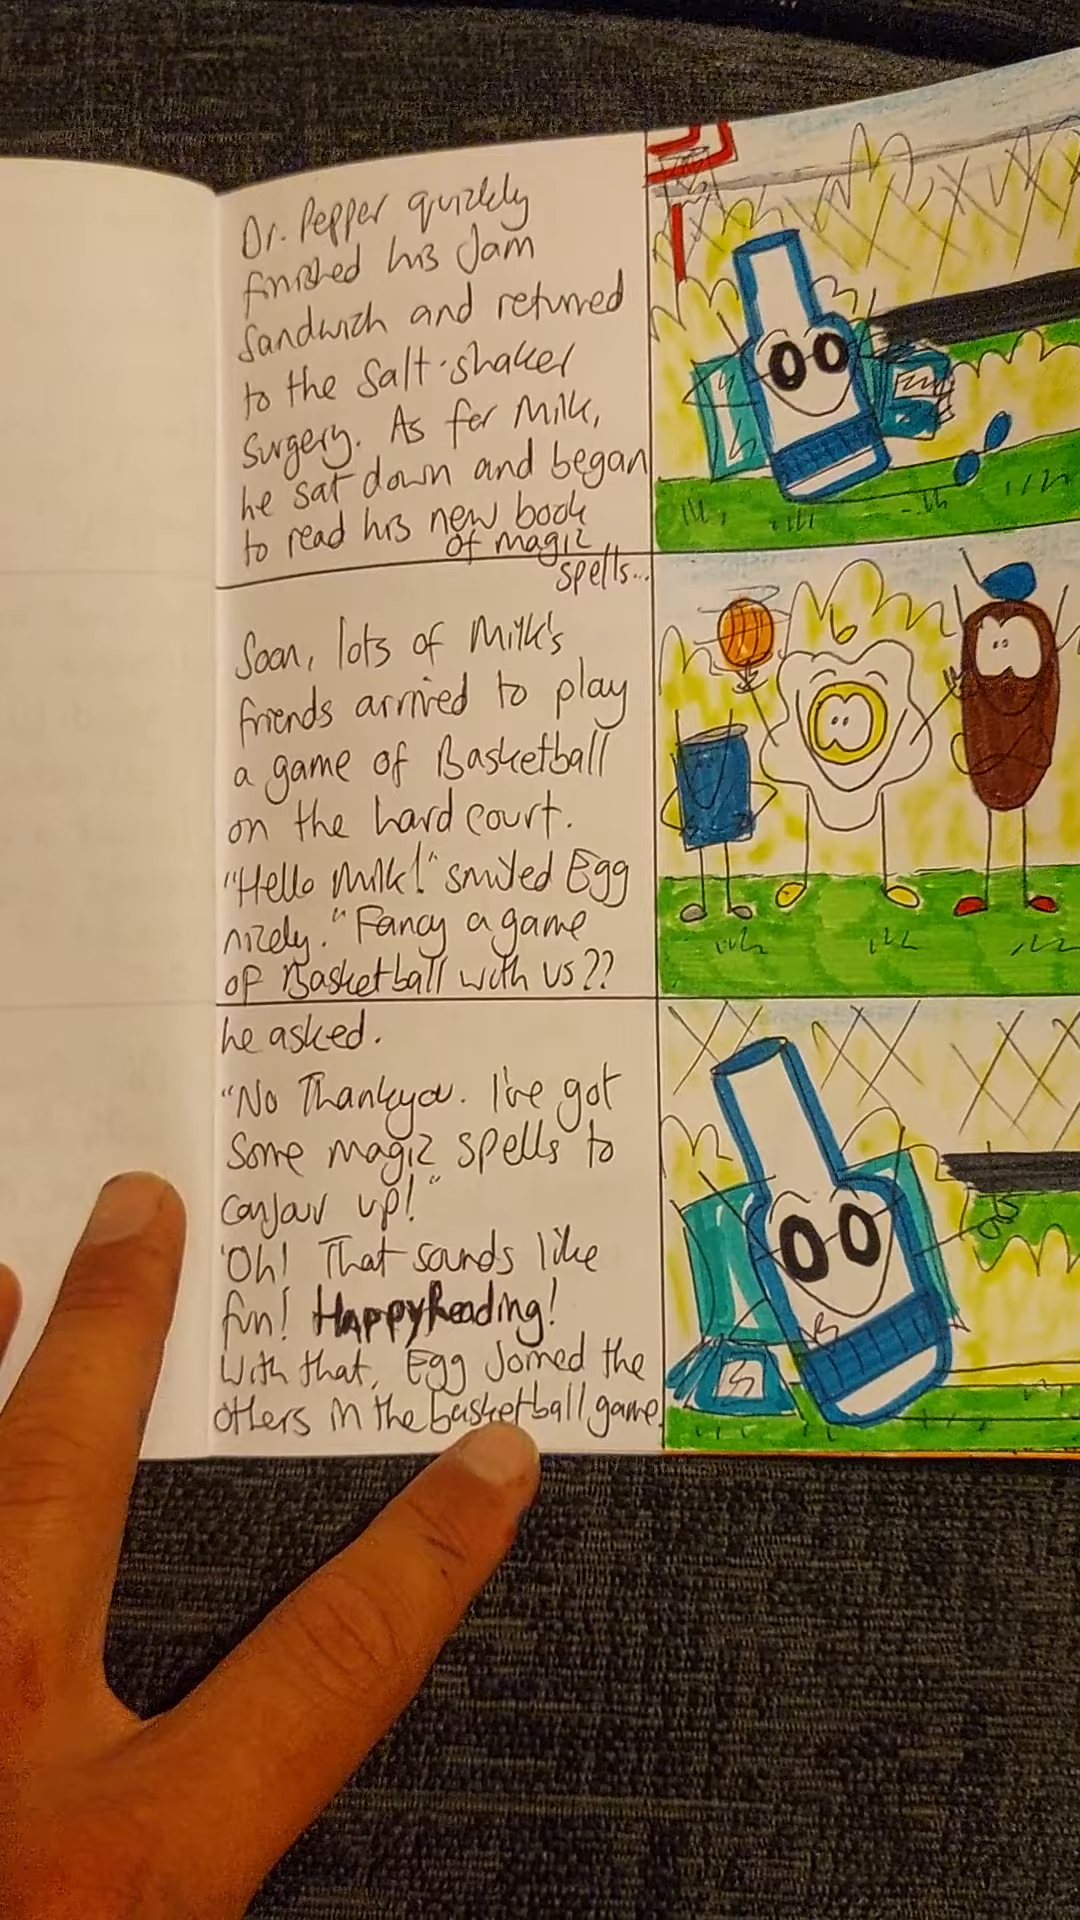 Dr. Pepper quickly
finished his Jam
Sandwich and returned
to the Salt-shaker
Surgery. As for Milk,
he sat down and began
to read his new book
of magic
spells...
Soon, lots of Milk's
friends arrived to play
a game of Basketball
on the hard court.
"Hello Milk!" smiled Egg
nicely. "Fancy a game
of Basketball with us??
he asked.
"No Thankyou. I've got
Some magic spells to
conjour up!"
'Oh! That sounds like
fun! HappyReading!
With that, Egg Joined the
others in the basketball game.